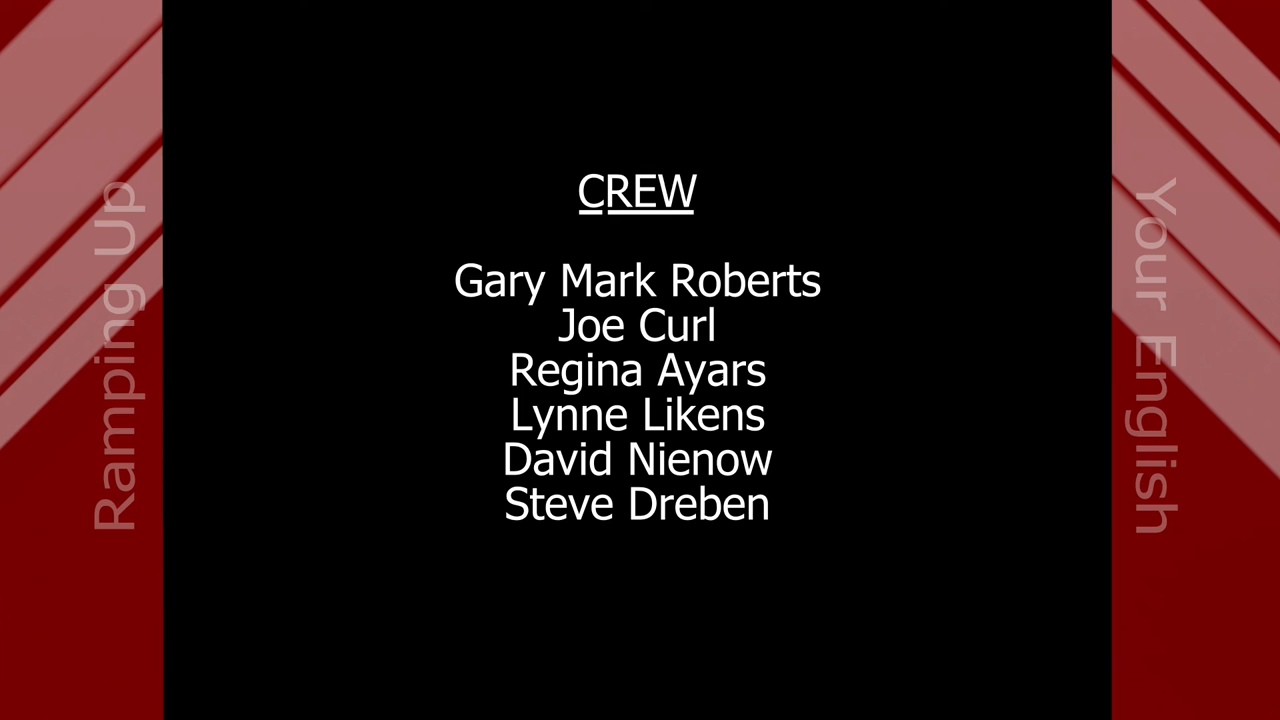 CREW
Gary Mark Roberts
Joe Curl
Regina Ayars
Lynne Likens
David Nienow
Steve Dreben
Ramping Up
Your English